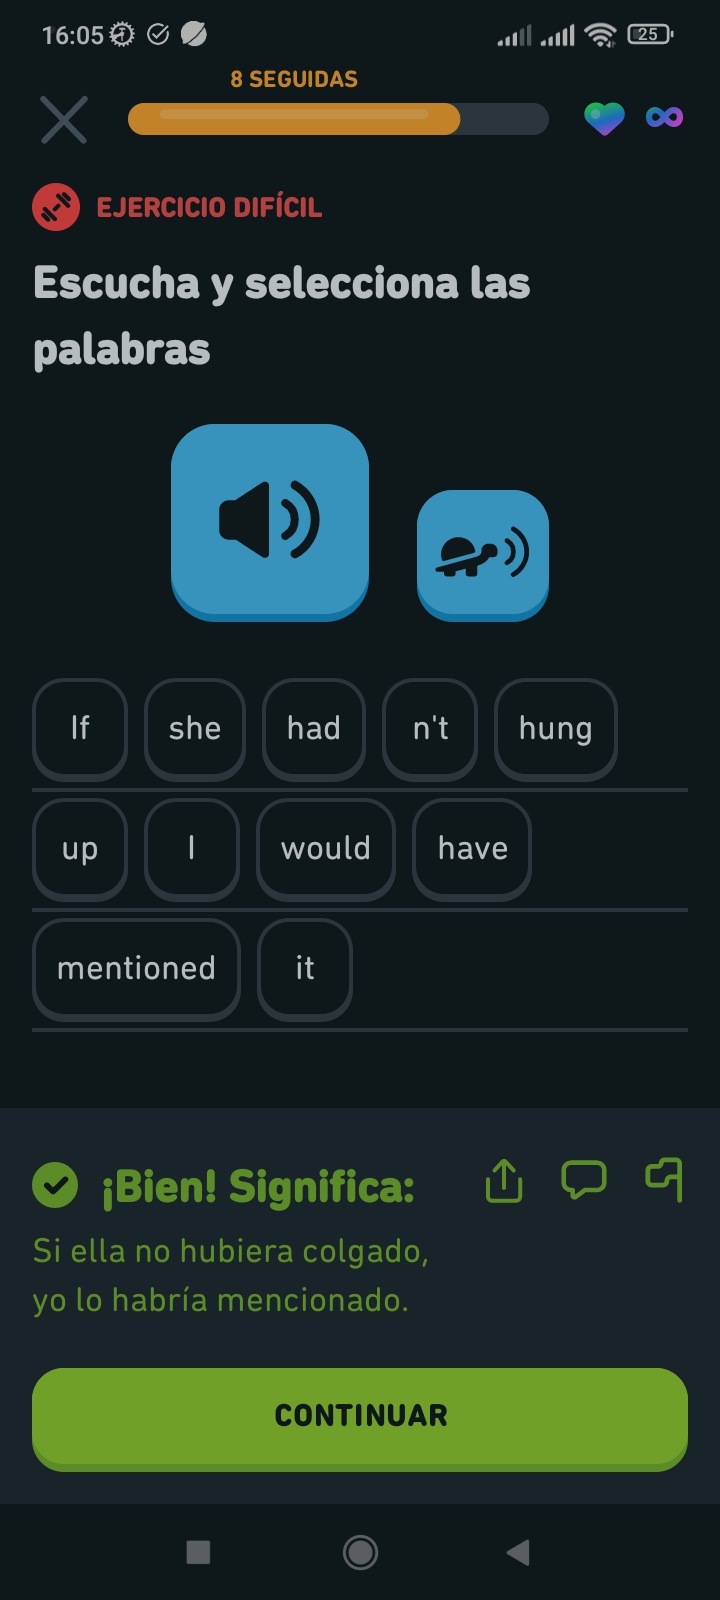 16:05
25
8 SEGUIDAS
EJERCICIO DIFÍCIL
Escucha y selecciona las
palabras
If she had n't hung
up I would have
mentioned it
¡Bien! Significa:
Si ella no hubiera colgado,
yo lo habría mencionado.
CONTINUAR